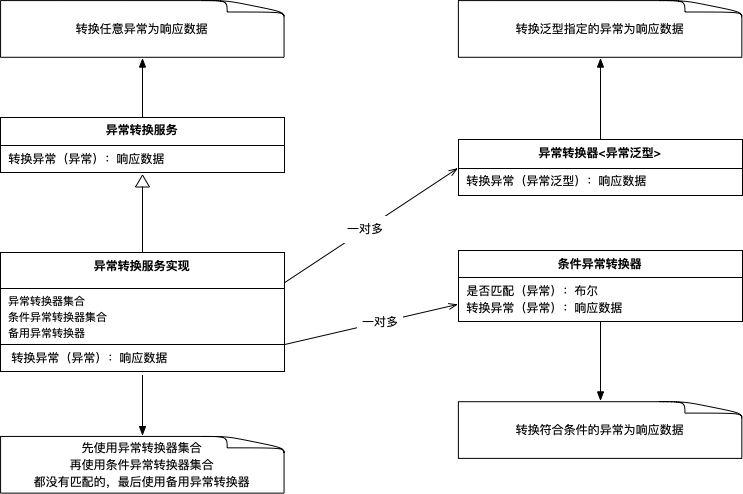 转换任意异常为响应数据
异常转换服务
转换异常（异常）：响应数据
异常转换服务实现
异常转换器集合
条件异常转换器集合
备用异常转换器
转换异常（异常）：响应数据
先使用异常转换器集合
再使用条件异常转换器集合
都没有匹配的，最后使用备用异常转换器
一对多
一对多
转换泛型指定的异常为响应数据
异常转换器<异常泛型>
转换异常（异常泛型）：响应数据
条件异常转换器
是否匹配（异常）：布尔
转换异常（异常）：响应数据
转换符合条件的异常为响应数据